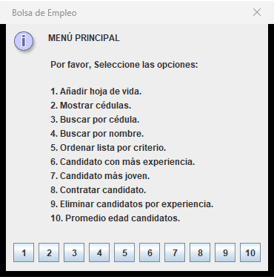 Bolsa de Empleo
MENÚ PRINCIPAL
Por favor, Seleccione las opciones:
1. Añadir hoja de vida.
2. Mostrar cédulas.
3. Buscar por cédula.
4. Buscar por nombre.
5. Ordenar lista por criterio.
6. Candidato con más experiencia.
7. Candidato más joven.
8. Contratar candidato.
9. Eliminar candidatos por experiencia.
10. Promedio edad candidatos.
1 2 3 4 5 6 7 8 9 10